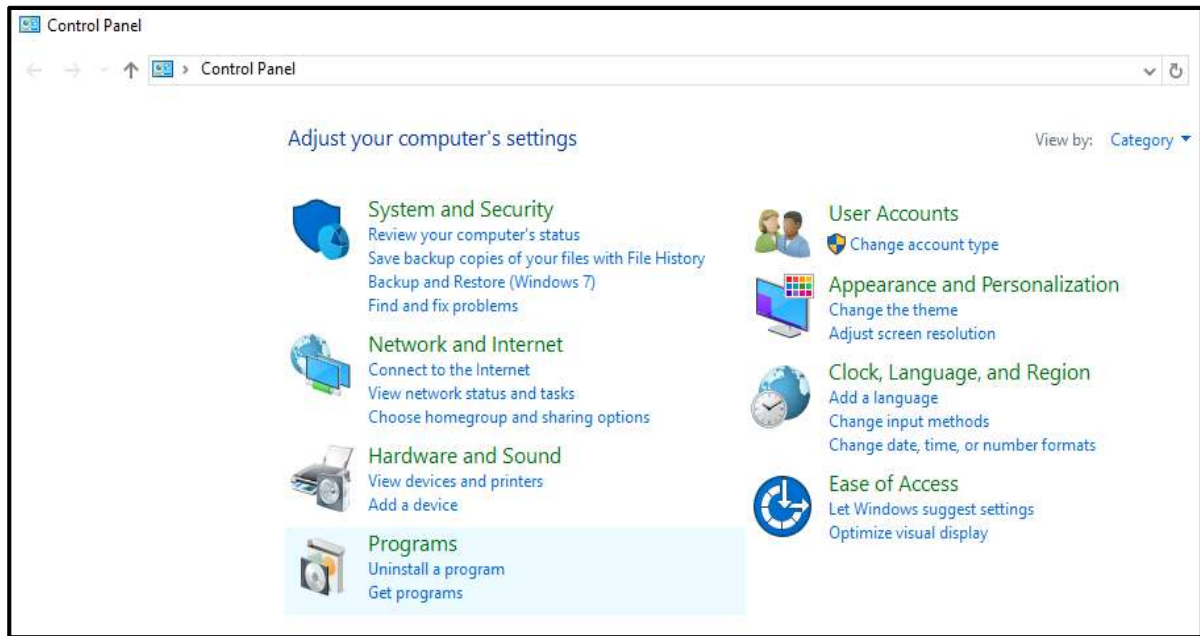 Control Panel
Control Panel
Adjust your computer's settings
View by: Category
System and Security
Review your computer's status
Save backup copies of your files with File History
Backup and Restore (Windows 7)
Find and fix problems
Network and Internet
Connect to the Internet
View network status and tasks
Choose homegroup and sharing options
Hardware and Sound
View devices and printers
Add a device
Programs
Uninstall a program
Get programs
User Accounts
Change account type
Appearance and Personalization
Change the theme
Adjust screen resolution
Clock, Language, and Region
Add a language
Change input methods
Change date, time, or number formats
Ease of Access
Let Windows suggest settings
Optimize visual display